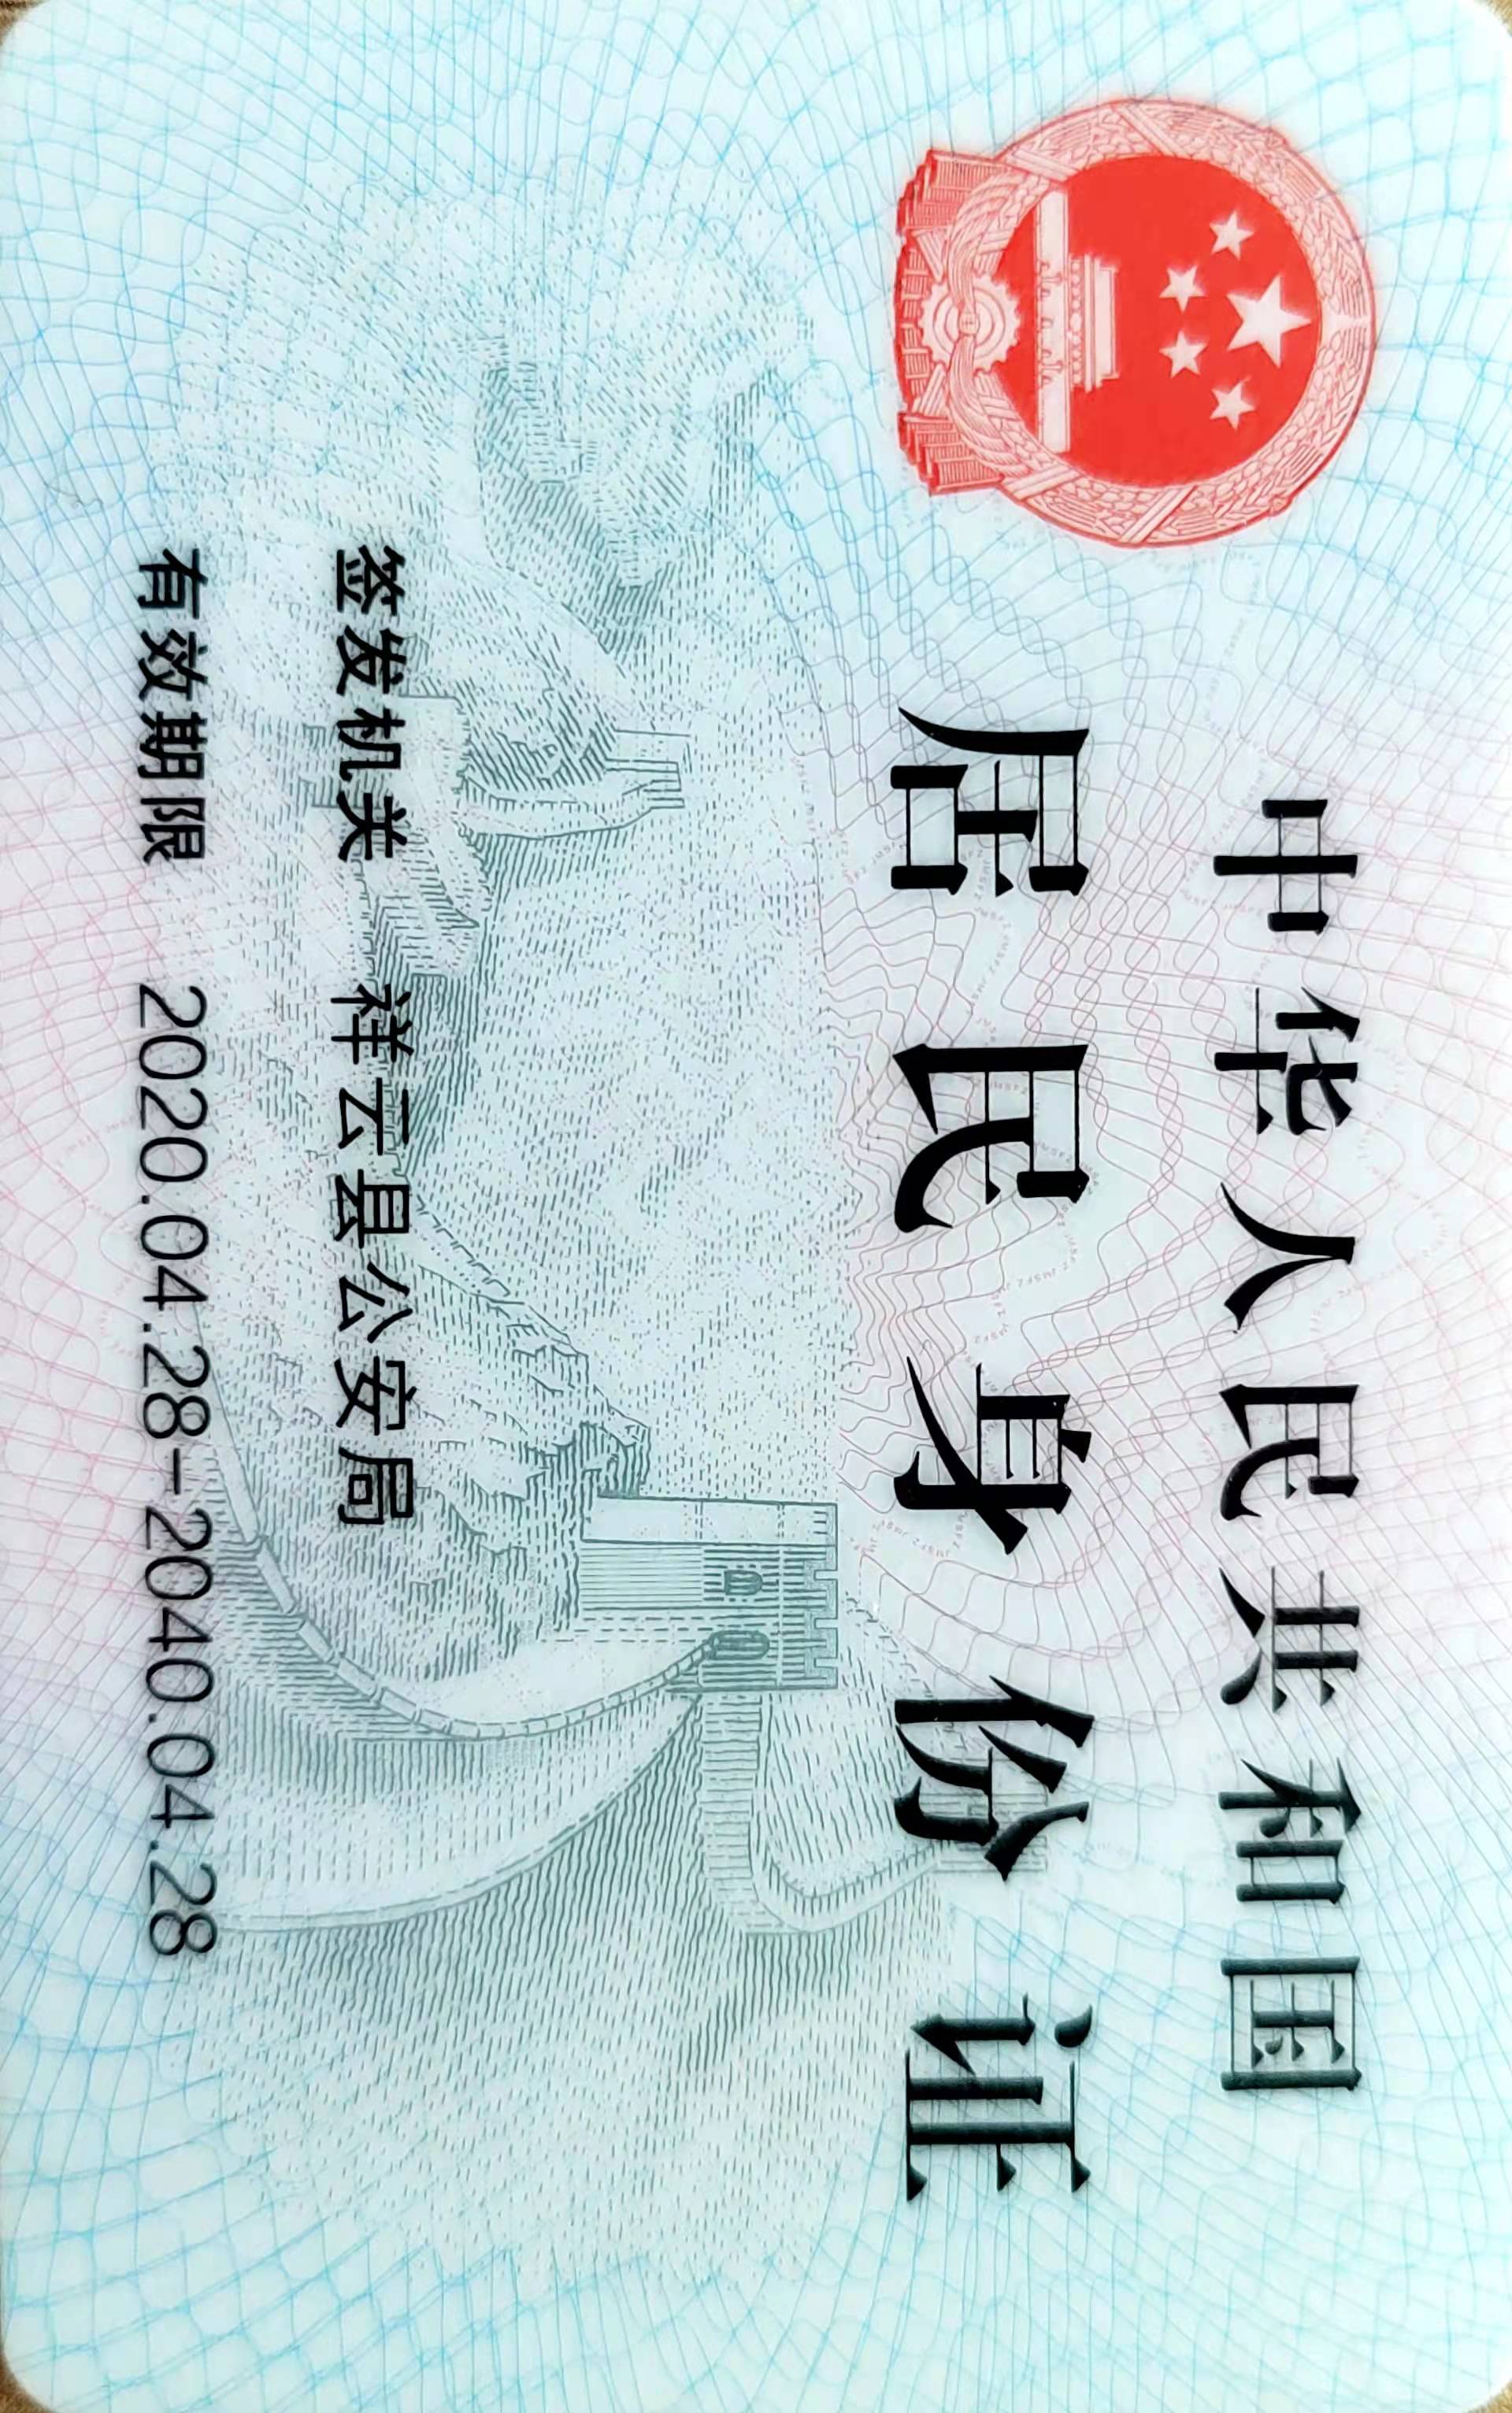 中华人民共和国
居民身份证
签发机关 祥云县公安局
有效期限 2020.04.28-2040.04.28